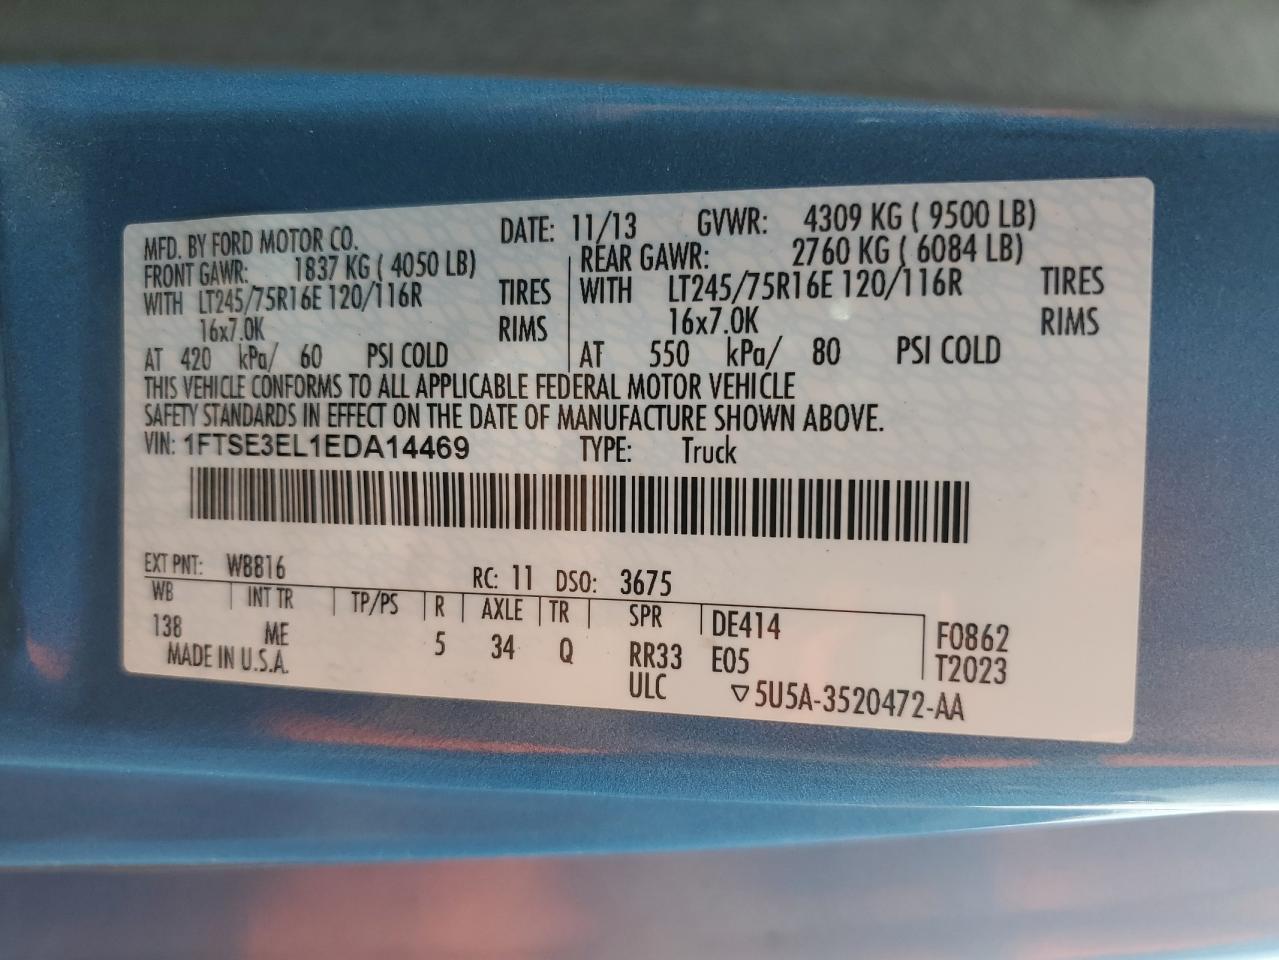 MFD. BY FORD MOTOR CO. DATE: 11/13 GVWR: 4309 KG ( 9500 LB)
FRONT GAWR: 1837 KG ( 4050 LB) REAR GAWR: 2760 KG ( 6084 LB)
WITH LT245/75R16E 120/116R TIRES WITH LT245/75R16E 120/116R TIRES
16x7.0K RIMS 16x7.0K RIMS
AT 420 kPa/ 60 PSI COLD AT 550 kPa/ 80 PSI COLD
THIS VEHICLE CONFORMS TO ALL APPLICABLE FEDERAL MOTOR VEHICLE
SAFETY STANDARDS IN EFFECT ON THE DATE OF MANUFACTURE SHOWN ABOVE.
VIN: 1FTSE3EL1EDA14469 TYPE: Truck
EXT PNT: W8816 RC: 11 DSO: 3675
WB INT TR TP/PS R AXLE TR SPR DE414 F0862
138 ME 5 34 Q RR33 E05 T2023
MADE IN U.S.A. ULC ▽5U5A-3520472-AA